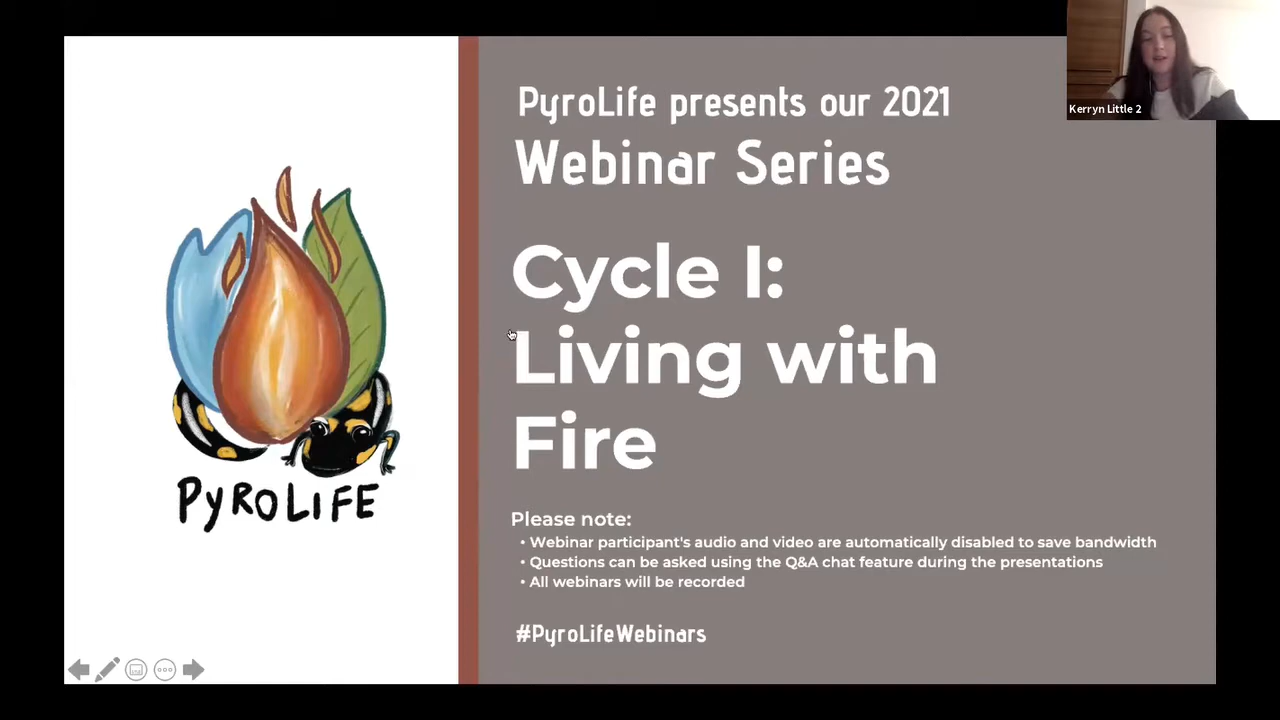 PyroLife presents our 2021
Webinar Series
Cycle I:
Living with
Fire
Please note:
• Webinar participant's audio and video are automatically disabled to save bandwidth
• Questions can be asked using the Q&A chat feature during the presentations
• All webinars will be recorded
#PyroLifeWebinars
PYROLIFE
Kerryn Little 2